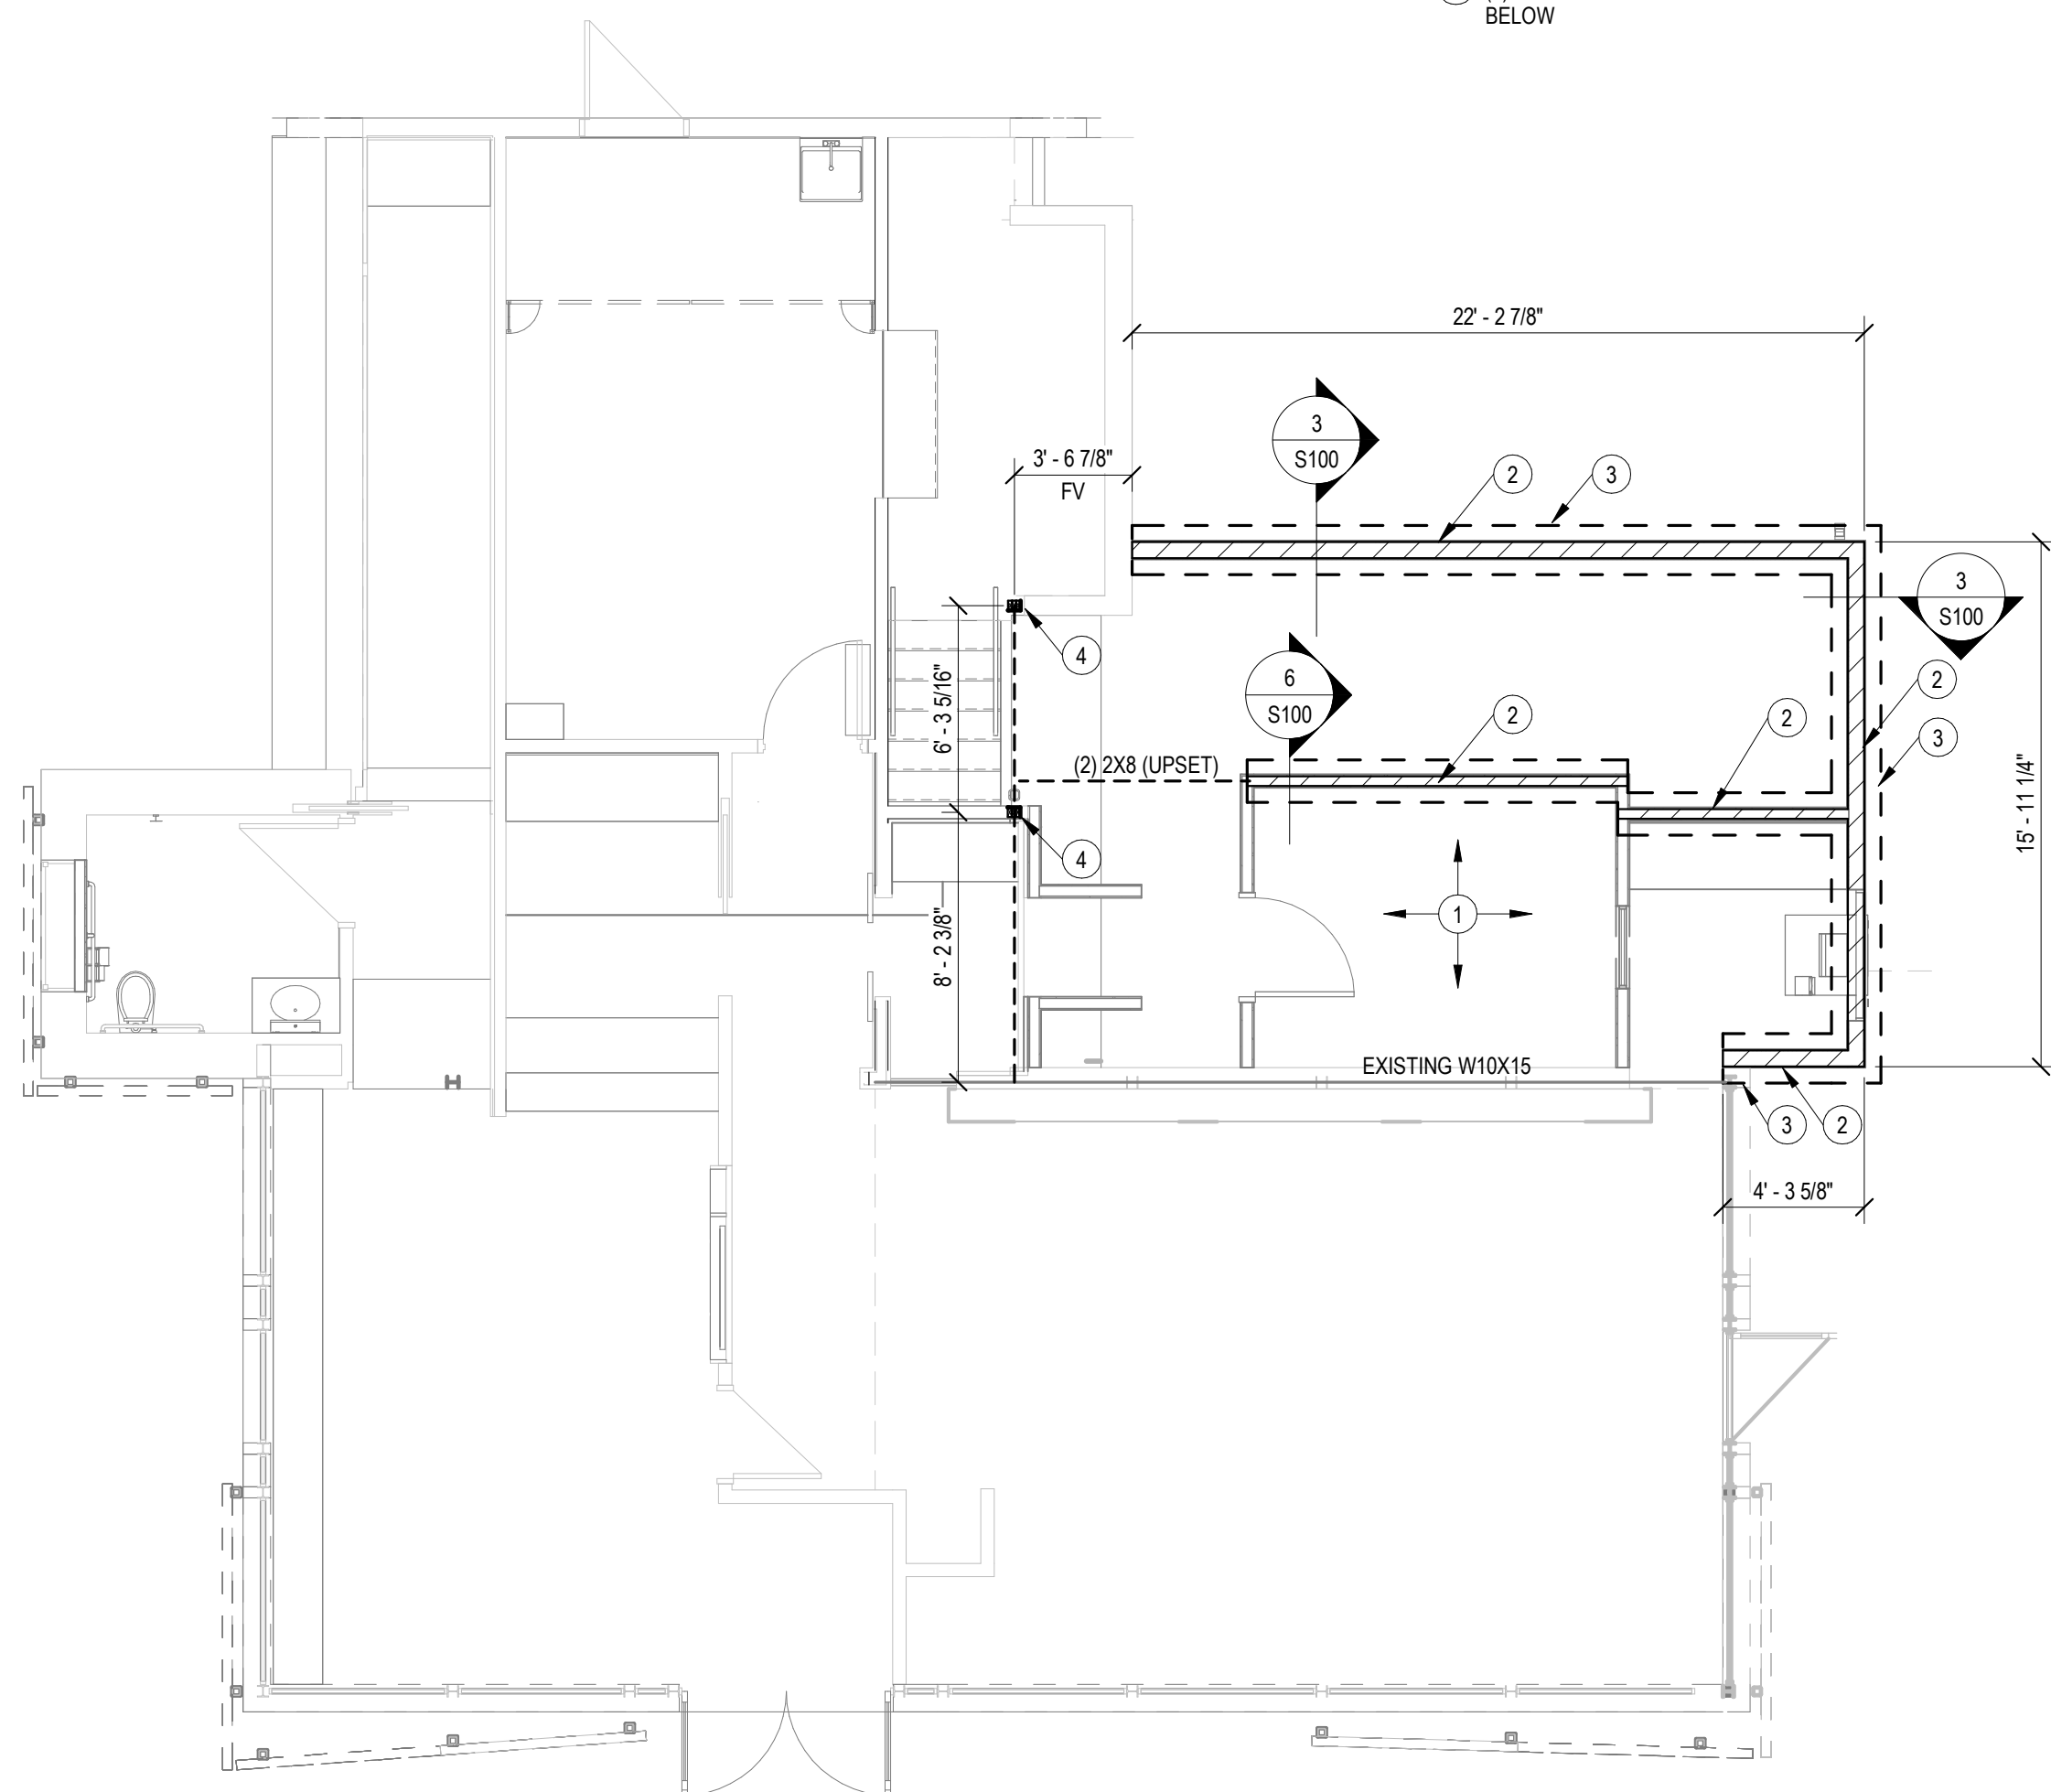 BELOW
22' - 2 7/8"
3
S100
3' - 6 7/8"
FV
2
3
3
S100
4
6' - 3 5/16"
6
S100
2
2
2
3
(2) 2X8 (UPSET)
15' - 11 1/4"
4
1
8' - 2 3/8"
EXISTING W10X15
3
2
4' - 3 5/8"